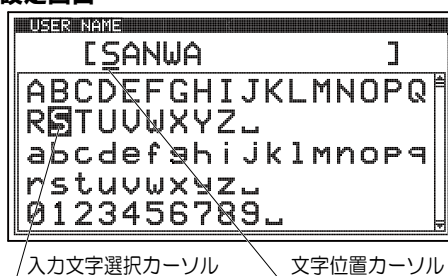 USER NAME
[SANWA ]
ABCDEFGHIJKLMNOPQ
RSTUVWXYZ␣
abcdefghijklmnopq
rstuvwxyz␣
0123456789␣
入力文字選択カーソル 文字位置カーソル